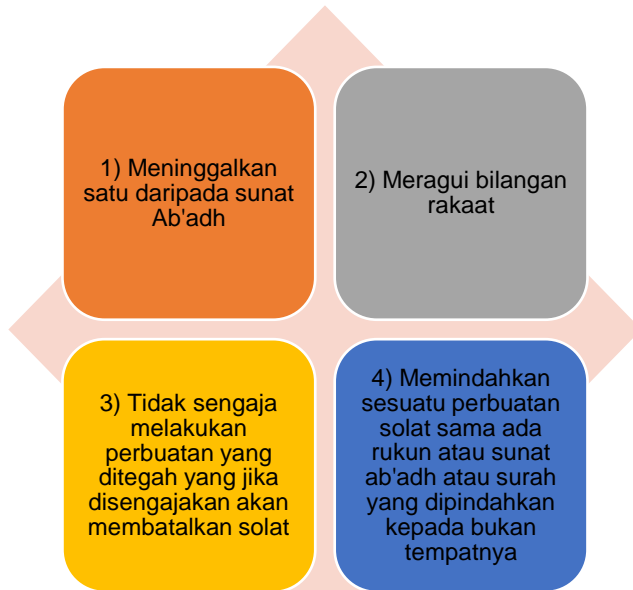 1) Meninggalkan
satu daripada sunat
Ab'adh
2) Meragui bilangan
rakaat
3) Tidak sengaja
melakukan
perbuatan yang
ditegah yang jika
disengajakan akan
membatalkan solat
4) Memindahkan
sesuatu perbuatan
solat sama ada
rukun atau sunat
ab'adh atau surah
yang dipindahkan
kepada bukan
tempatnya